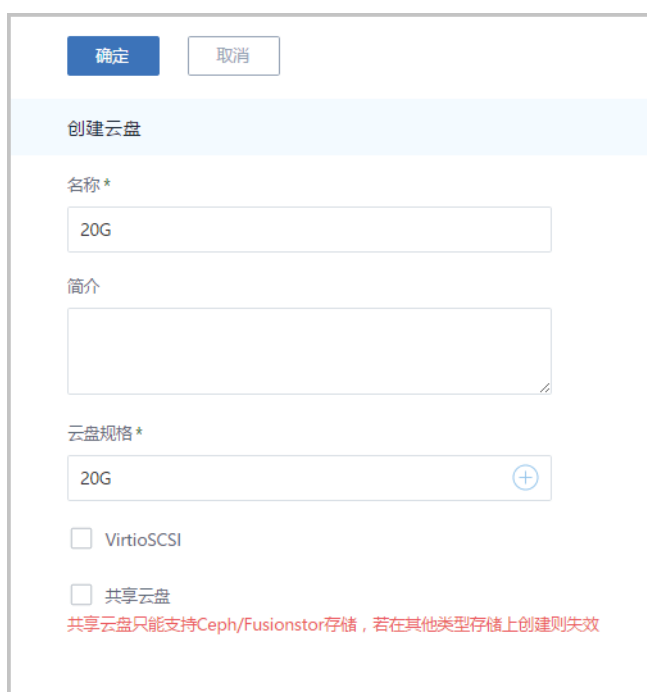 确定 取消
创建云盘
名称*
20G
简介
云盘规格*
20G
VirtioSCSI
共享云盘
共享云盘只能支持Ceph/Fusionstor存储，若在其他类型存储上创建则失效